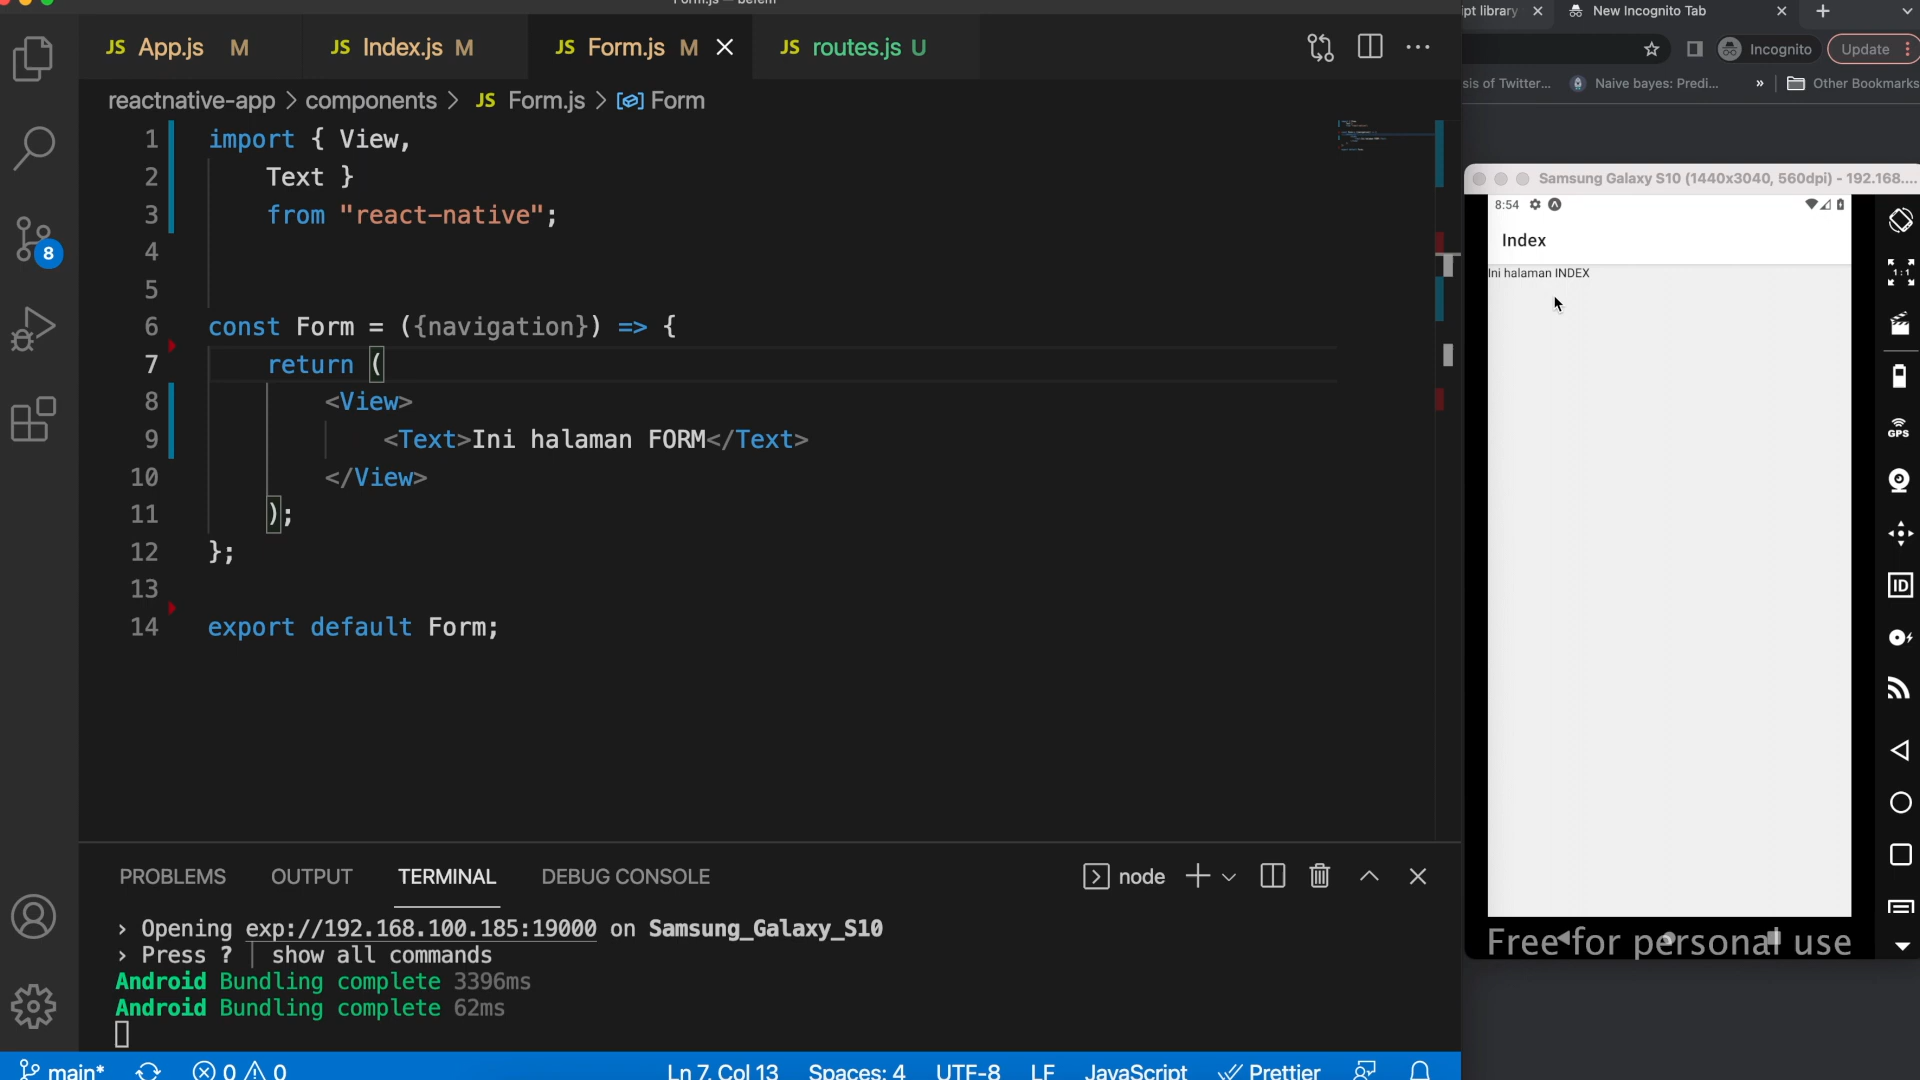 JS App.js M
JS Index.js M
JS Form.js M
JS routes.js U
reactnative-app > components > JS Form.js > Form
1 import { View,
2 Text }
3 from "react-native";
4
5
6 const Form = ({navigation}) => {
7 return (
8 <View>
9 <Text>Ini halaman FORM</Text>
10 </View>
11 );
12 };
13
14 export default Form;
8
PROBLEMS OUTPUT TERMINAL DEBUG CONSOLE
node
› Opening exp://192.168.100.185:19000 on Samsung_Galaxy_S10
› Press ? | show all commands
Android Bundling complete 3396ms
Android Bundling complete 62ms
main* 0 0 Ln 7, Col 13 Spaces: 4 UTF-8 LF JavaScript Prettier
ipt library
New Incognito Tab
Incognito Update
sis of Twitter... Naive bayes: Predi... » Other Bookmarks
Samsung Galaxy S10 (1440x3040, 560dpi) - 192.168....
8:54
Index
Ini halaman INDEX
1:1
GPS
ID
Free for personal use